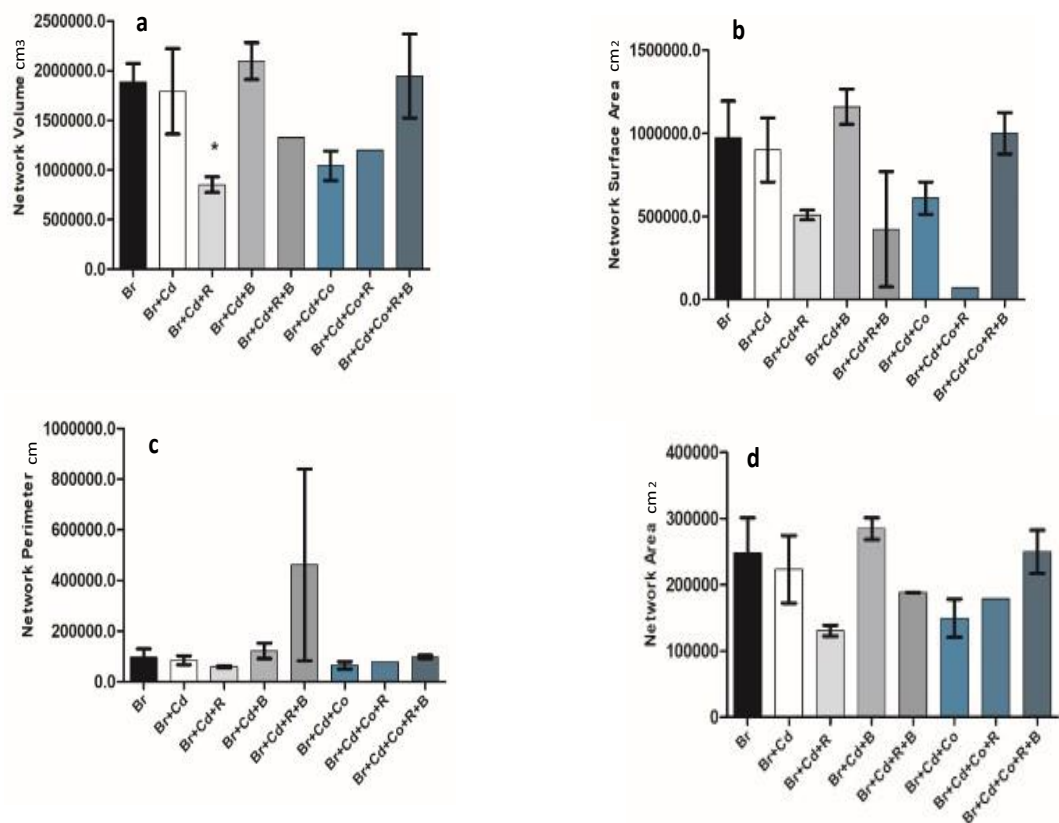 a
Network Volume cm3
2500000.0
2000000.0
1500000.0
1000000.0
500000.0
0.0
*
Br
Br+Cd
Br+Cd+R
Br+Cd+B
Br+Cd+R+B
Br+Cd+Co
Br+Cd+Co+R
Br+Cd+Co+R+B
b
Network Surface Area cm2
1500000.0
1000000.0
500000.0
0.0
Br
Br+Cd
Br+Cd+R
Br+Cd+B
Br+Cd+R+B
Br+Cd+Co
Br+Cd+Co+R
Br+Cd+Co+R+B
c
Network Perimeter cm
1000000.0
800000.0
600000.0
400000.0
200000.0
0.0
Br
Br+Cd
Br+Cd+R
Br+Cd+B
Br+Cd+R+B
Br+Cd+Co
Br+Cd+Co+R
Br+Cd+Co+R+B
d
Network Area cm2
400000
300000
200000
100000
0
Br
Br+Cd
Br+Cd+R
Br+Cd+B
Br+Cd+R+B
Br+Cd+Co
Br+Cd+Co+R
Br+Cd+Co+R+B